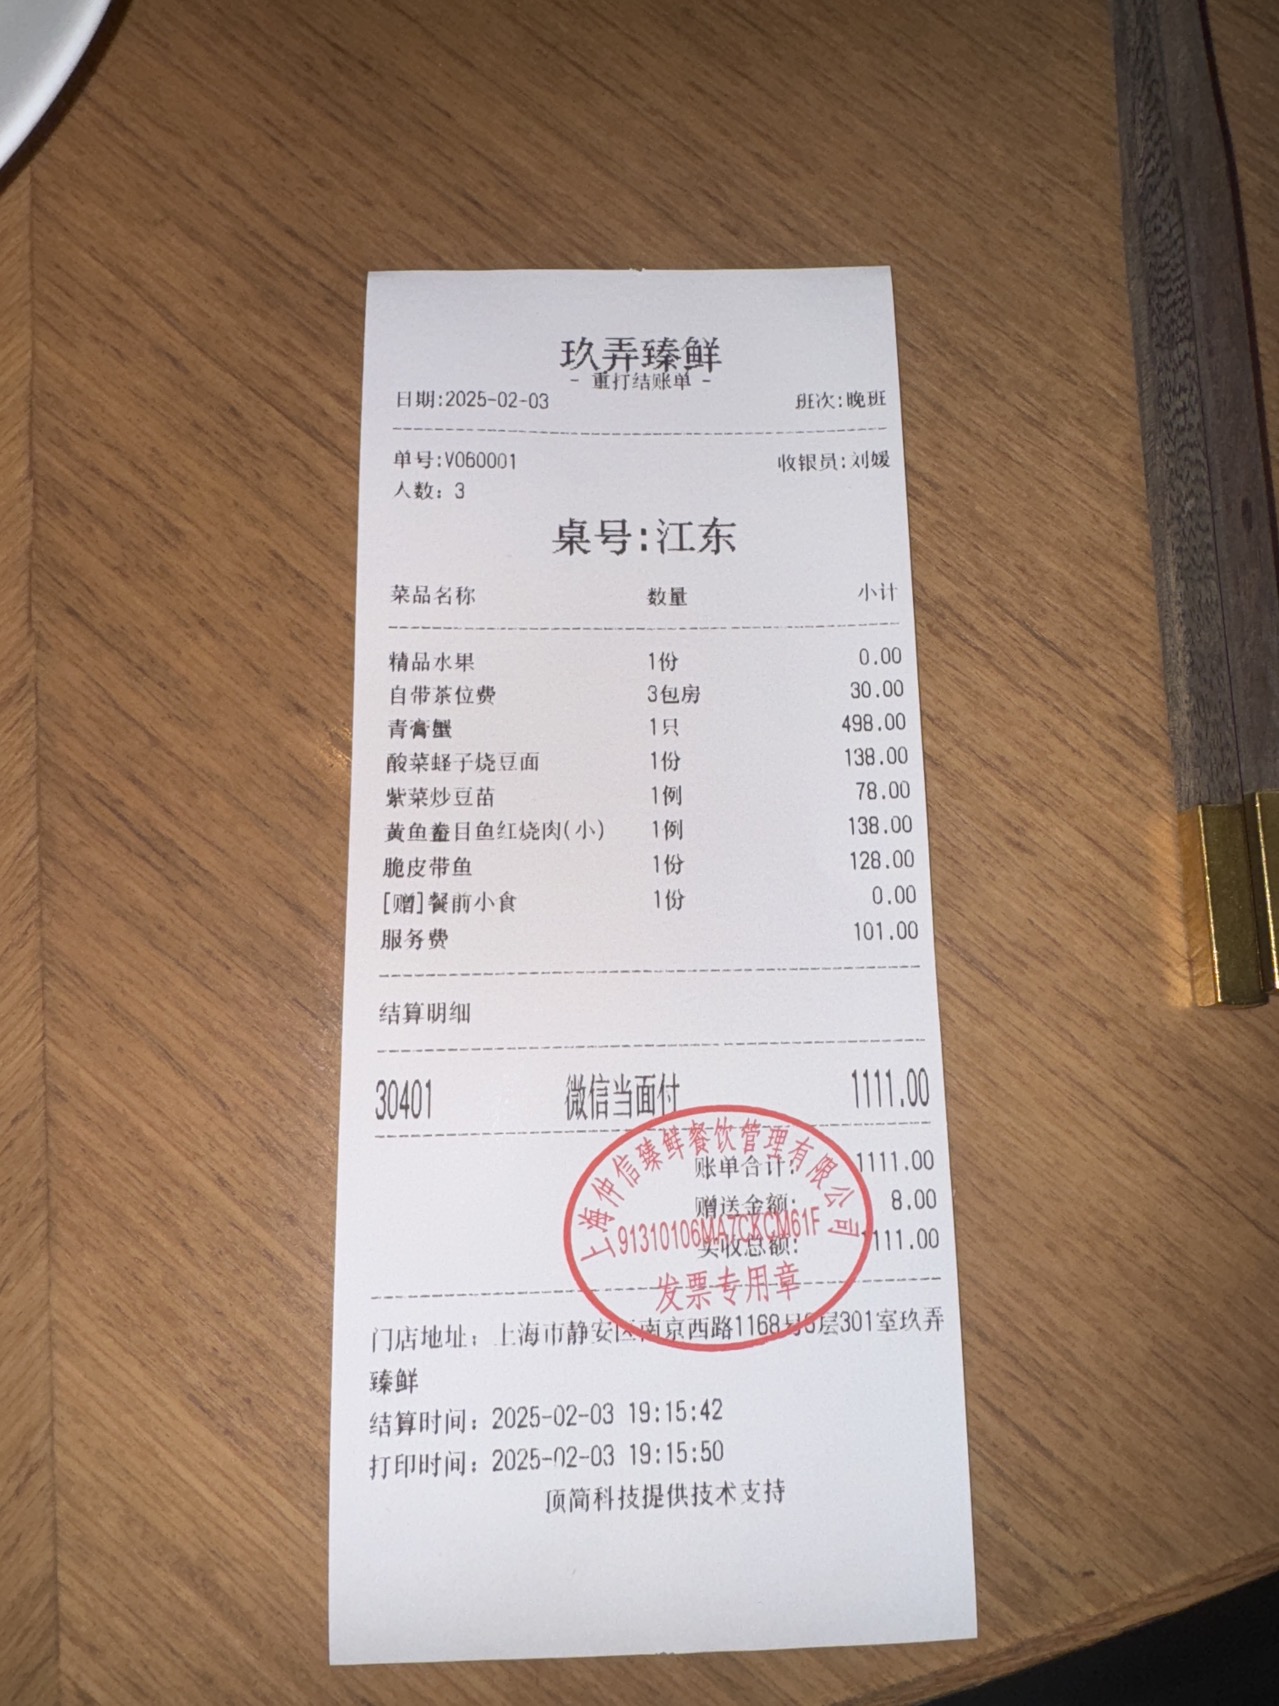 玖弄臻鲜
- 重打结账单 -
日期:2025-02-03 班次:晚班
单号:V060001 收银员:刘媛
人数: 3
桌号:江东
菜品名称 数量 小计
精品水果 1份 0.00
自带茶位费 3包房 30.00
青膏蟹 1只 498.00
酸菜蛏子烧豆面 1份 138.00
紫菜炒豆苗 1例 78.00
黄鱼鲞目鱼红烧肉(小) 1例 138.00
脆皮带鱼 1份 128.00
[赠]餐前小食 1份 0.00
服务费 101.00
结算明细
30401 微信当面付 1111.00
账单合计: 1111.00
赠送金额: 8.00
实收总额: 1111.00
上海仲信臻鲜餐饮管理有限公司
91310106MA7CKCM61F
发票专用章
门店地址: 上海市静安区南京西路1168号3层301室玖弄
臻鲜
结算时间: 2025-02-03 19:15:42
打印时间: 2025-02-03 19:15:50
顶简科技提供技术支持